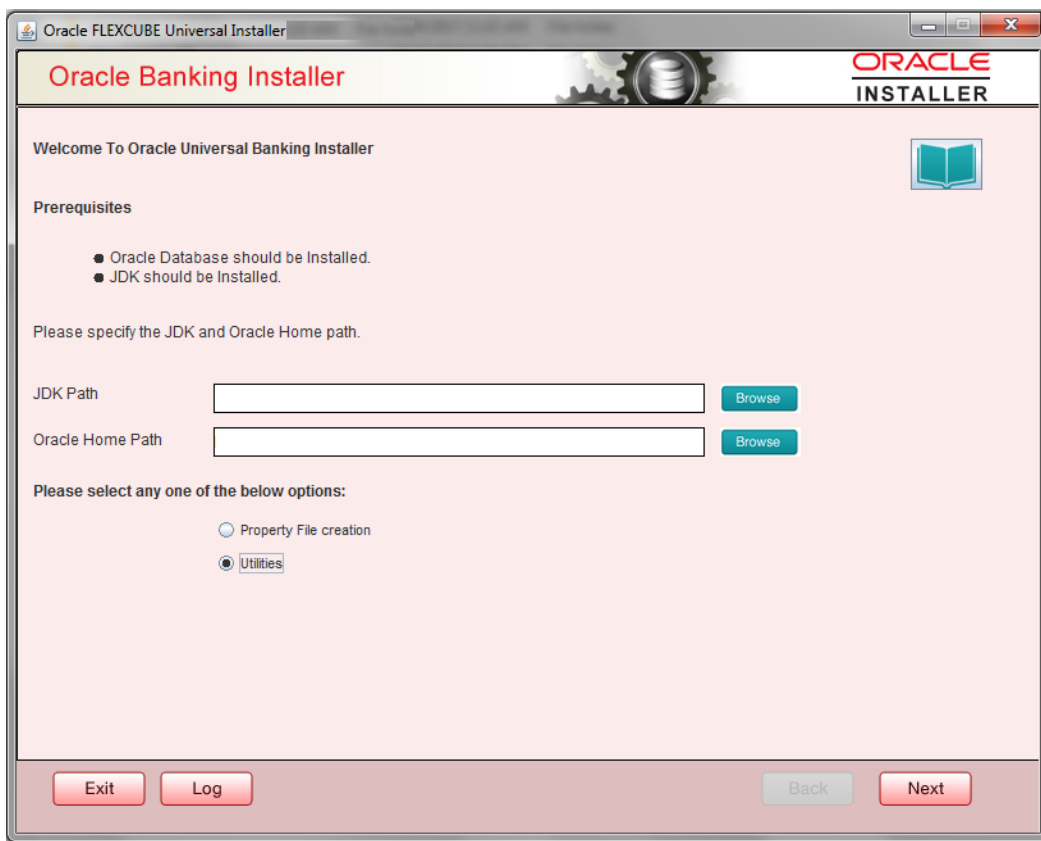 Oracle FLEXCUBE Universal Installer
Oracle Banking Installer
ORACLE
INSTALLER
Welcome To Oracle Universal Banking Installer
Prerequisites
Oracle Database should be Installed.
JDK should be Installed.
Please specify the JDK and Oracle Home path.
JDK Path
Browse
Oracle Home Path
Browse
Please select any one of the below options:
Property File creation
Utilities
Exit
Log
Back
Next